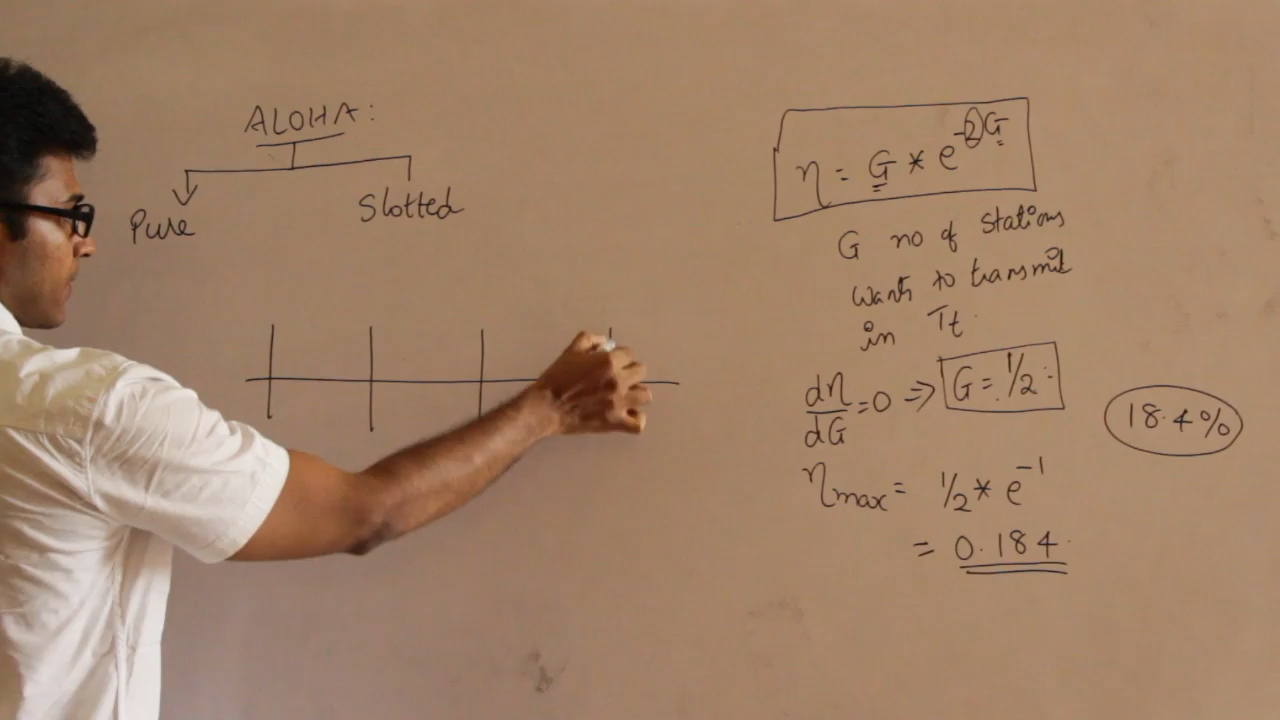 ALOHA:
Pure
Slotted
η = G * e^-2G
G no of stations
wants to transmit
in Tt.
dη/dG = 0 => G = 1/2
ηmax = 1/2 * e^-1
= 0.184.
18.4%